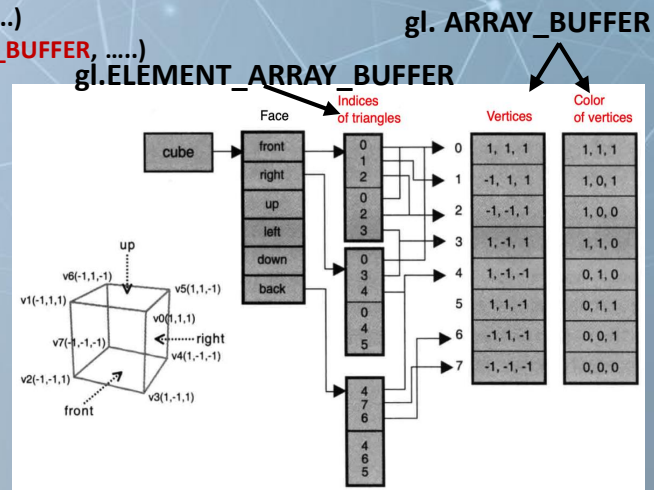 ..)
_BUFFER, .....)
gl. ARRAY_BUFFER
gl.ELEMENT_ARRAY_BUFFER
Face
Indices
of triangles
Vertices
Color
of vertices
cube
front
right
up
left
down
back
0
1
2
0
2
3
0
3
4
0
4
5
4
7
6
4
6
5
0
1
2
3
4
5
6
7
1, 1, 1
-1, 1, 1
-1, -1, 1
1, -1, 1
1, -1, -1
1, 1, -1
-1, 1, -1
-1, -1, -1
1, 1, 1
1, 0, 1
1, 0, 0
1, 1, 0
0, 1, 0
0, 1, 1
0, 0, 1
0, 0, 0
up
v6(-1,1,-1)
v5(1,1,-1)
v1(-1,1,1)
v0(1,1,1)
right
v7(-1,-1,-1)
v4(1,-1,-1)
v2(-1,-1,1)
v3(1,-1,1)
front